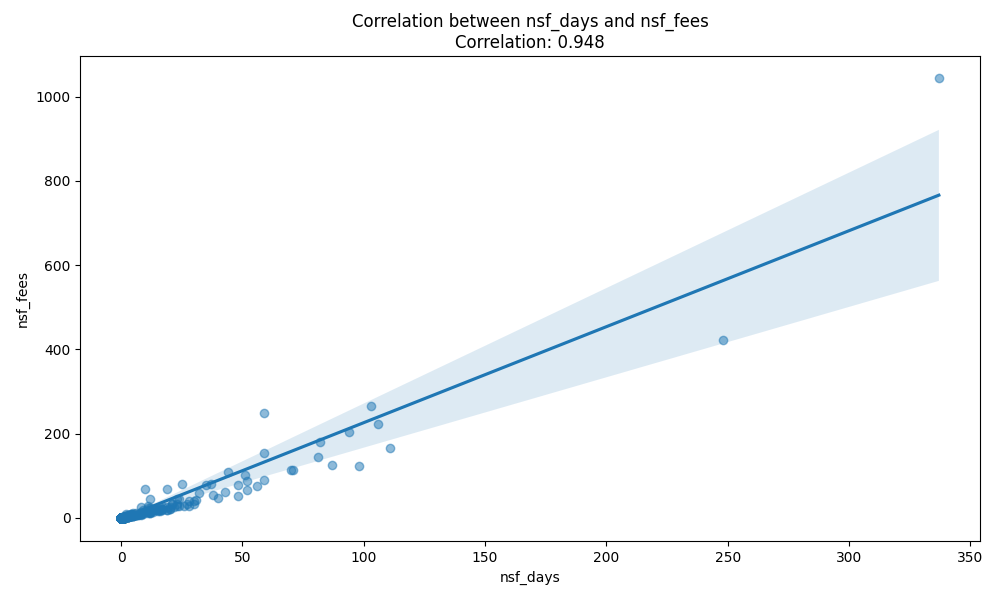 Correlation between nsf_days and nsf_fees
Correlation: 0.948
1000
800
600
400
200
0
nsf_fees
0 50 100 150 200 250 300 350
nsf_days